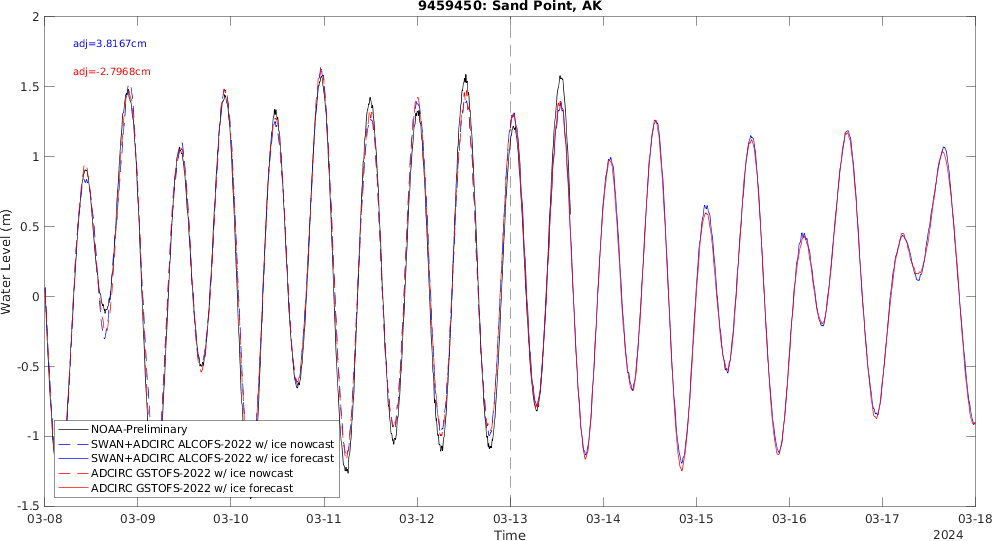 9459450: Sand Point, AK
adj=3.8167cm
adj=-2.7968cm
Water Level (m)
2
1.5
1
0.5
0
-0.5
-1
-1.5
NOAA-Preliminary
SWAN+ADCIRC ALCOFS-2022 w/ ice nowcast
SWAN+ADCIRC ALCOFS-2022 w/ ice forecast
ADCIRC GSTOFS-2022 w/ ice nowcast
ADCIRC GSTOFS-2022 w/ ice forecast
03-08 03-09 03-10 03-11 03-12 03-13 03-14 03-15 03-16 03-17 03-18
Time
2024